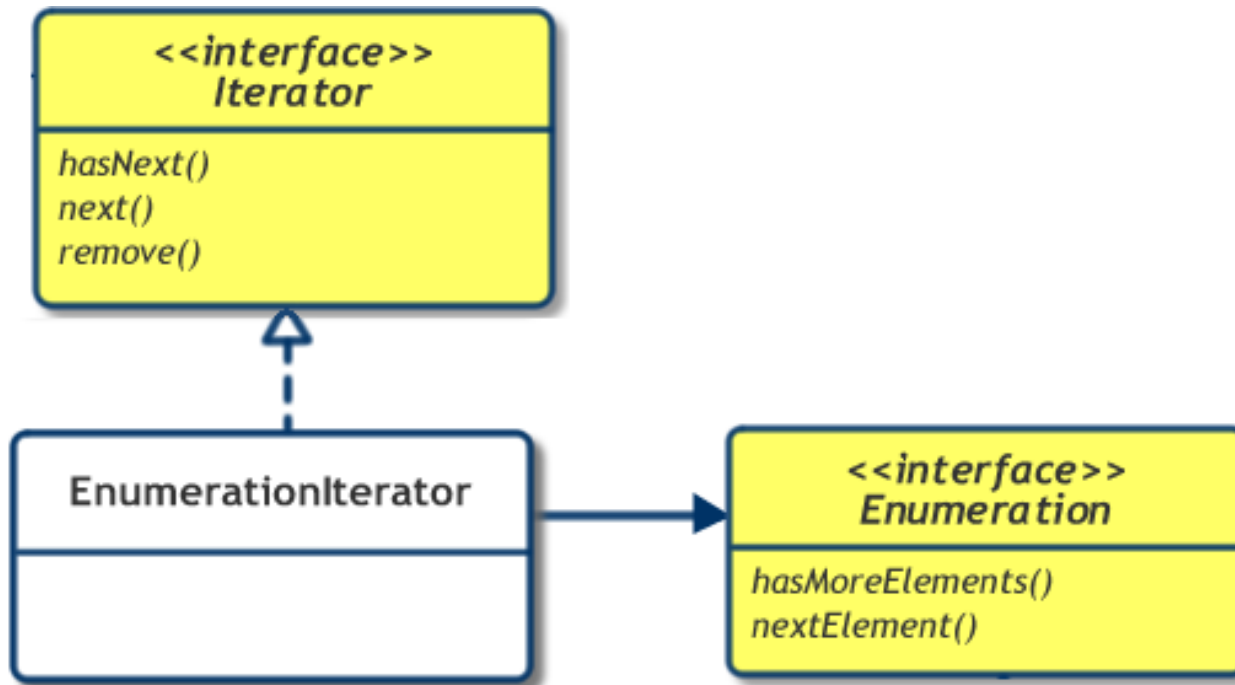 <<interface>>
Iterator
hasNext()
next()
remove()
EnumerationIterator
<<interface>>
Enumeration
hasMoreElements()
nextElement()